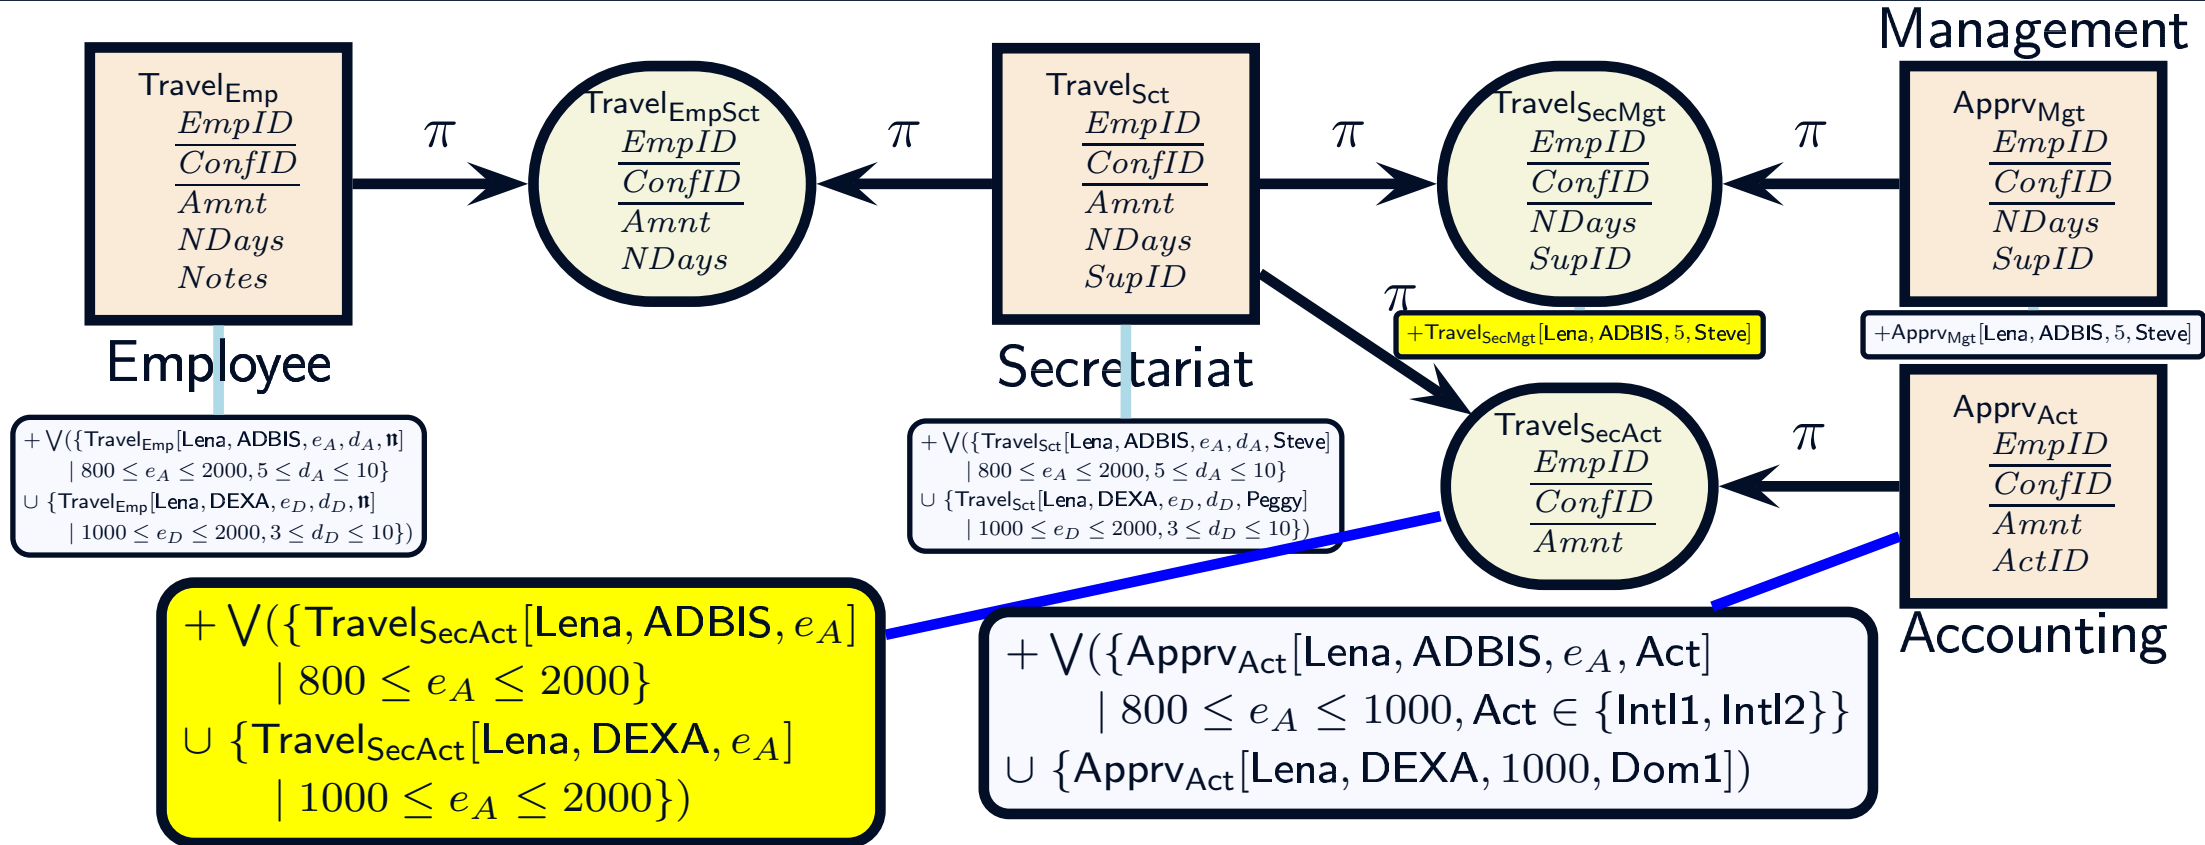 Management
Travel_Emp
EmpID
ConfID
Amnt
NDays
Notes
π
Travel_EmpSct
EmpID
ConfID
Amnt
NDays
π
Travel_Sct
EmpID
ConfID
Amnt
NDays
SupID
π
Travel_SecMgt
EmpID
ConfID
NDays
SupID
π
Apprv_Mgt
EmpID
ConfID
NDays
SupID
π
+Travel_SecMgt[Lena, ADBIS, 5, Steve]
+Apprv_Mgt[Lena, ADBIS, 5, Steve]
Employee
Secretariat
+ ⋁({Travel_Emp[Lena, ADBIS, e_A, d_A, 𝖓]
| 800 ≤ e_A ≤ 2000, 5 ≤ d_A ≤ 10}
∪ {Travel_Emp[Lena, DEXA, e_D, d_D, 𝖓]
| 1000 ≤ e_D ≤ 2000, 3 ≤ d_D ≤ 10})
+ ⋁({Travel_Sct[Lena, ADBIS, e_A, d_A, Steve]
| 800 ≤ e_A ≤ 2000, 5 ≤ d_A ≤ 10}
∪ {Travel_Sct[Lena, DEXA, e_D, d_D, Peggy]
| 1000 ≤ e_D ≤ 2000, 3 ≤ d_D ≤ 10})
Travel_SecAct
EmpID
ConfID
Amnt
π
Apprv_Act
EmpID
ConfID
Amnt
ActID
Accounting
+ ⋁({Travel_SecAct[Lena, ADBIS, e_A]
| 800 ≤ e_A ≤ 2000}
∪ {Travel_SecAct[Lena, DEXA, e_A]
| 1000 ≤ e_A ≤ 2000})
+ ⋁({Apprv_Act[Lena, ADBIS, e_A, Act]
| 800 ≤ e_A ≤ 1000, Act ∈ {Intl1, Intl2}}
∪ {Apprv_Act[Lena, DEXA, 1000, Dom1])